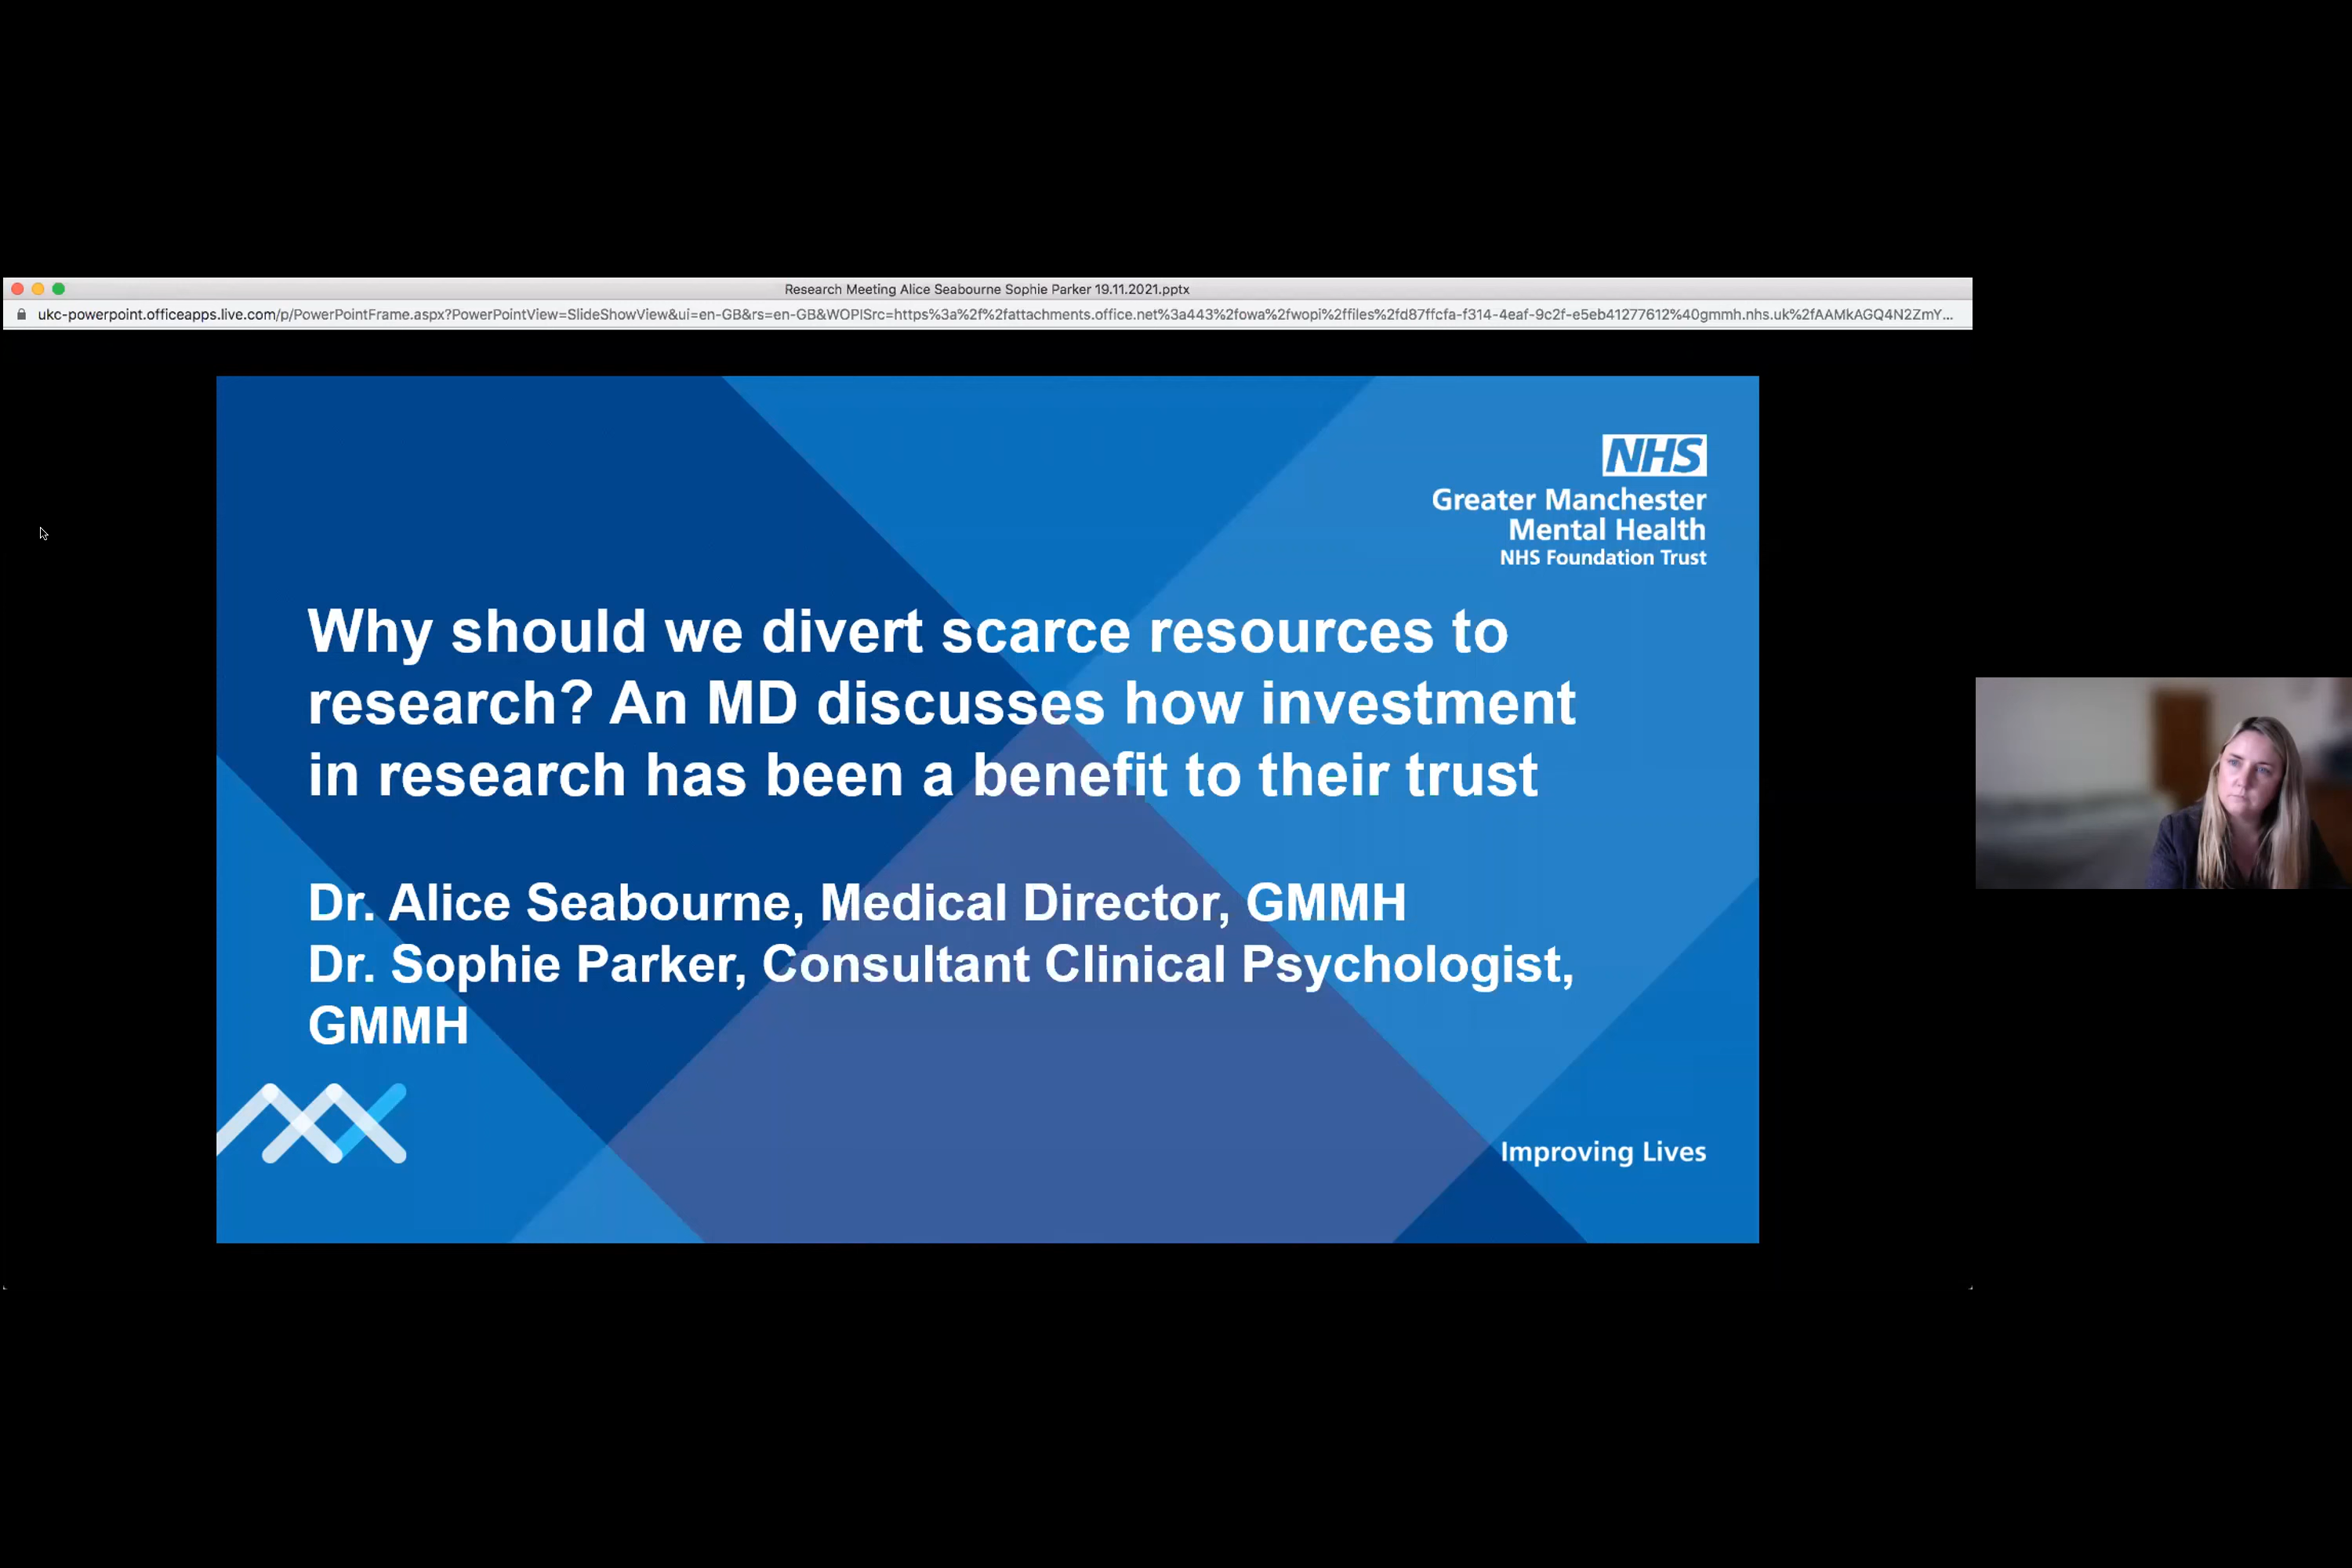 Research Meeting Alice Seabourne Sophie Parker 19.11.2021.pptx
ukc-powerpoint.officeapps.live.com/p/PowerPointFrame.aspx?PowerPointView=SlideShowView&ui=en-GB&rs=en-GB&WOPISrc=https%3a%2f%2fattachments.office.net%3a443%2fowa%2fwopi%2ffiles%2fd87ffcfa-f314-4eaf-9c2f-e5eb41277612%40gmmh.nhs.uk%2fAAMkAGQ4N2ZmY...
NHS
Greater Manchester
Mental Health
NHS Foundation Trust
Why should we divert scarce resources to
research? An MD discusses how investment
in research has been a benefit to their trust
Dr. Alice Seabourne, Medical Director, GMMH
Dr. Sophie Parker, Consultant Clinical Psychologist,
GMMH
Improving Lives